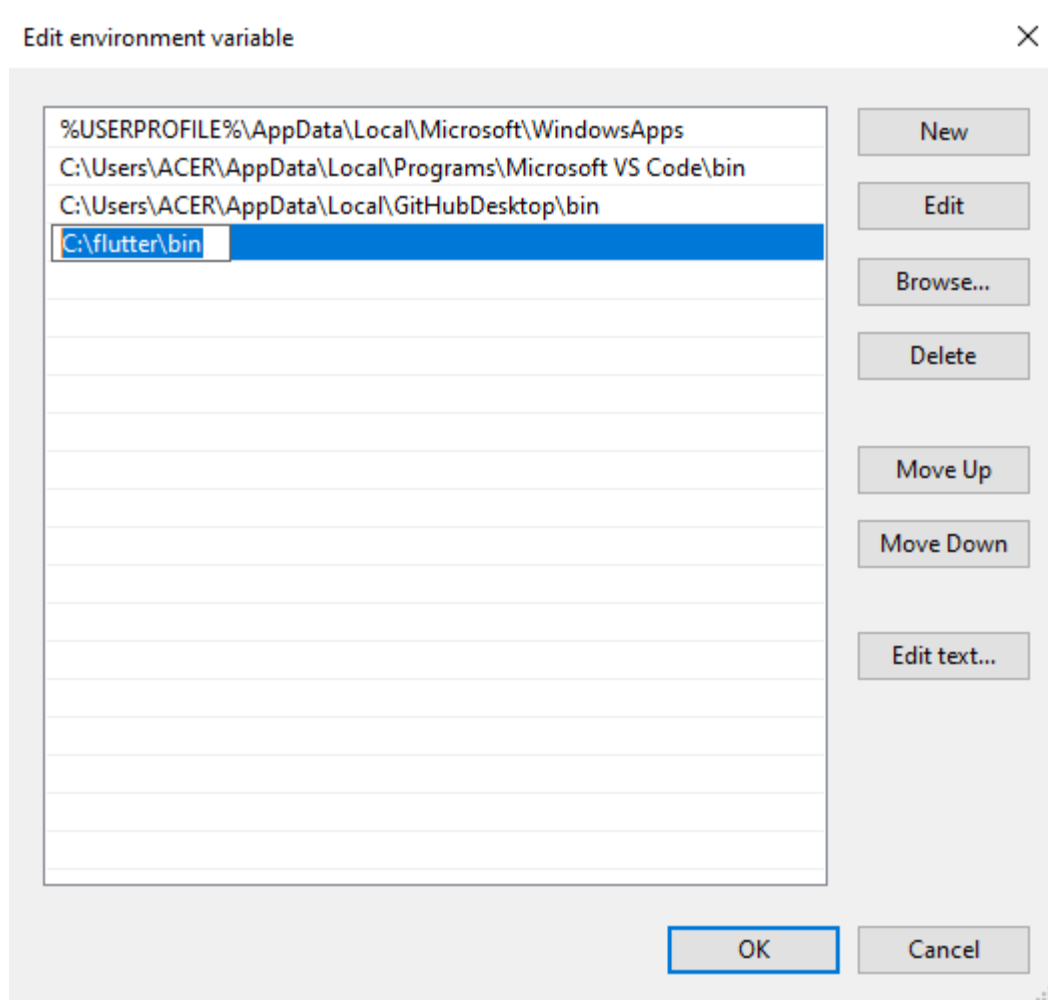 Edit environment variable
%USERPROFILE%\AppData\Local\Microsoft\WindowsApps
C:\Users\ACER\AppData\Local\Programs\Microsoft VS Code\bin
C:\Users\ACER\AppData\Local\GitHubDesktop\bin
C:\flutter\bin
New
Edit
Browse...
Delete
Move Up
Move Down
Edit text...
OK
Cancel